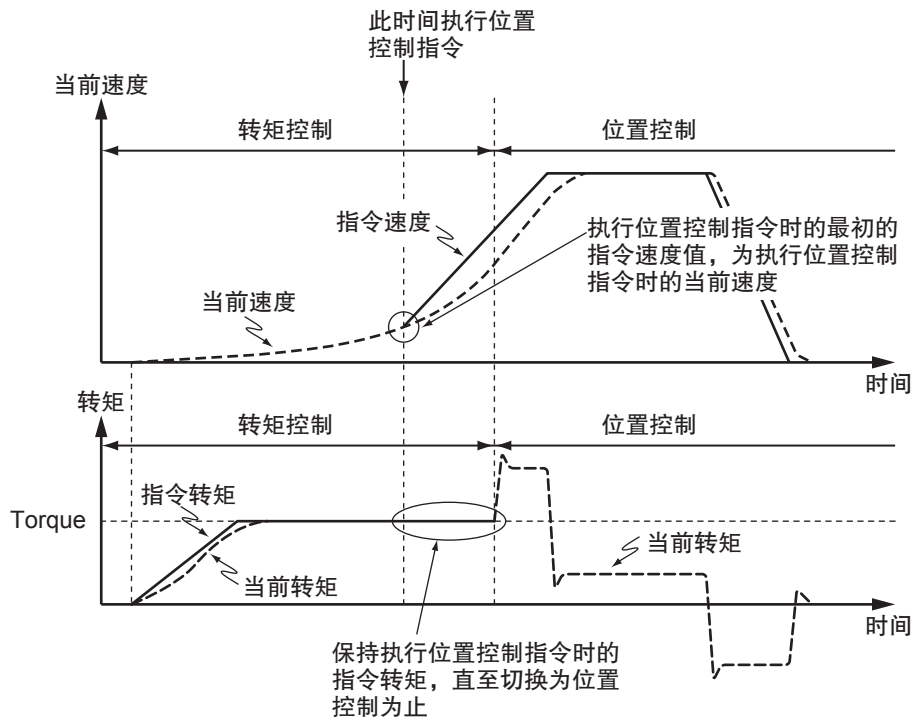 此时间执行位置
控制指令
当前速度
转矩控制
位置控制
指令速度
执行位置控制指令时的最初的
指令速度值，为执行位置控制
指令时的当前速度
当前速度
时间
转矩
转矩控制
位置控制
指令转矩
Torque
当前转矩
当前转矩
时间
保持执行位置控制指令时的
指令转矩，直至切换为位置
控制为止